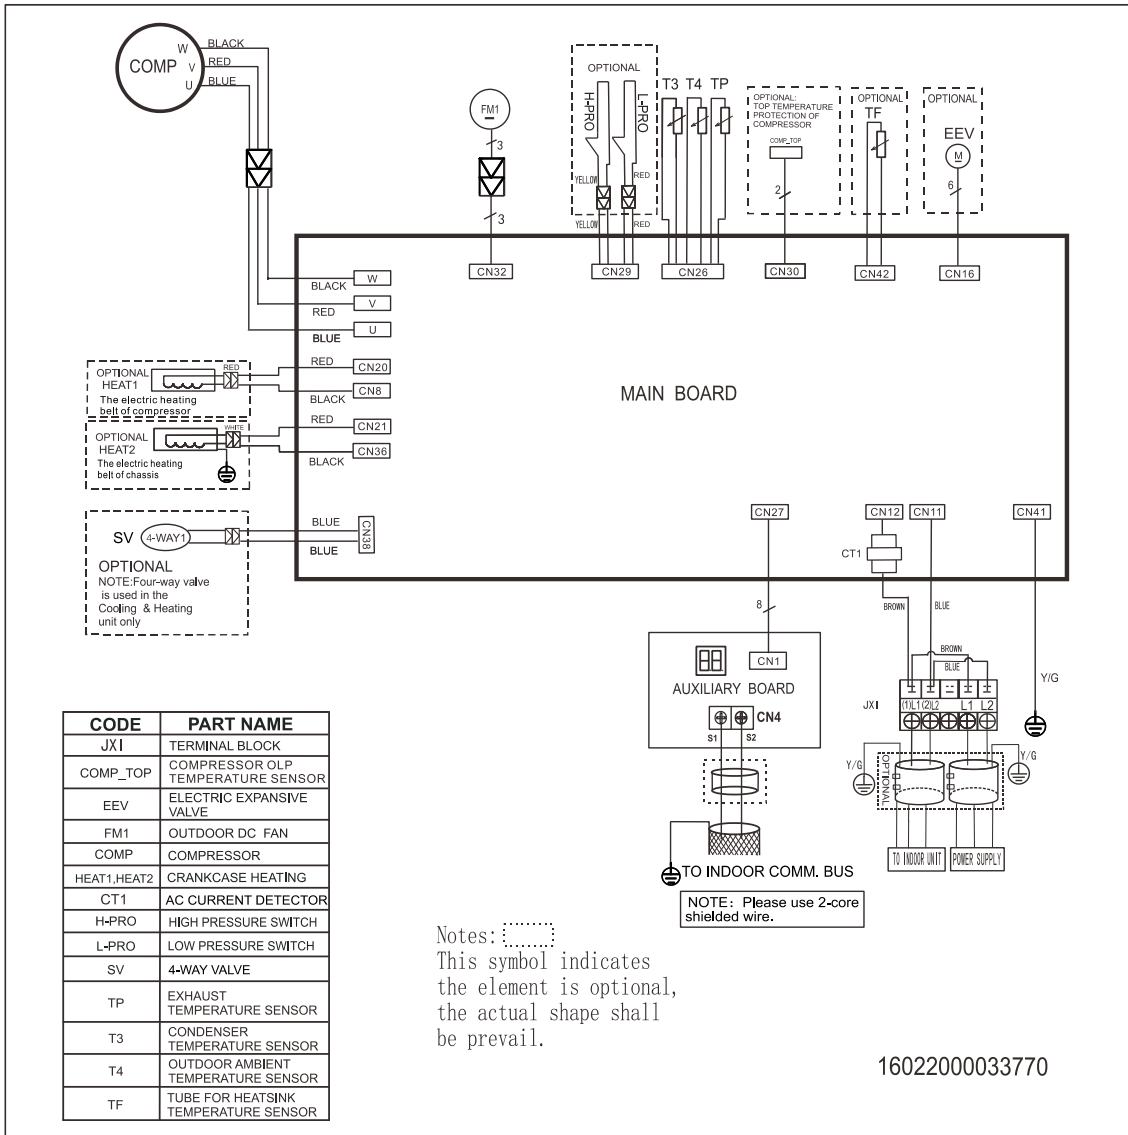 COMP
W
V
U
BLACK
RED
BLUE
FM1
3
3
OPTIONAL
H-PRO
L-PRO
YELLOW
RED
YELLOW
RED
T3 T4 TP
OPTIONAL:
TOP TEMPERATURE
PROTECTION OF
COMPRESSOR
COMP_TOP
2
OPTIONAL
TF
OPTIONAL
EEV
M
6
CN32
CN29
CN26
CN30
CN42
CN16
W
BLACK
V
RED
U
BLUE
OPTIONAL
HEAT1
RED
The electric heating
belt of compressor
RED
CN20
CN8
BLACK
OPTIONAL
HEAT2
WHITE
The electric heating
belt of chassis
RED
CN21
CN36
BLACK
MAIN BOARD
SV
4-WAY1
OPTIONAL
NOTE:Four-way valve
is used in the
Cooling & Heating
unit only
BLUE
BLUE
CN38
CN27
CN12
CN11
CN41
CT1
8
BROWN
BLUE
BROWN
BLUE
Y/G
CN1
AUXILIARY BOARD
CN4
S1
S2
JX1
(1)L1 (2)L2 L1 L2
Y/G
Y/G
OPTIONAL
TO INDOOR UNIT
POWER SUPPLY
TO INDOOR COMM. BUS
NOTE: Please use 2-core
shielded wire.
CODE PART NAME
JX1 TERMINAL BLOCK
COMP_TOP COMPRESSOR OLP
TEMPERATURE SENSOR
EEV ELECTRIC EXPANSIVE
VALVE
FM1 OUTDOOR DC FAN
COMP COMPRESSOR
HEAT1,HEAT2 CRANKCASE HEATING
CT1 AC CURRENT DETECTOR
H-PRO HIGH PRESSURE SWITCH
L-PRO LOW PRESSURE SWITCH
SV 4-WAY VALVE
TP EXHAUST
TEMPERATURE SENSOR
T3 CONDENSER
TEMPERATURE SENSOR
T4 OUTDOOR AMBIENT
TEMPERATURE SENSOR
TF TUBE FOR HEATSINK
TEMPERATURE SENSOR
Notes:
This symbol indicates
the element is optional,
the actual shape shall
be prevail.
16022000033770